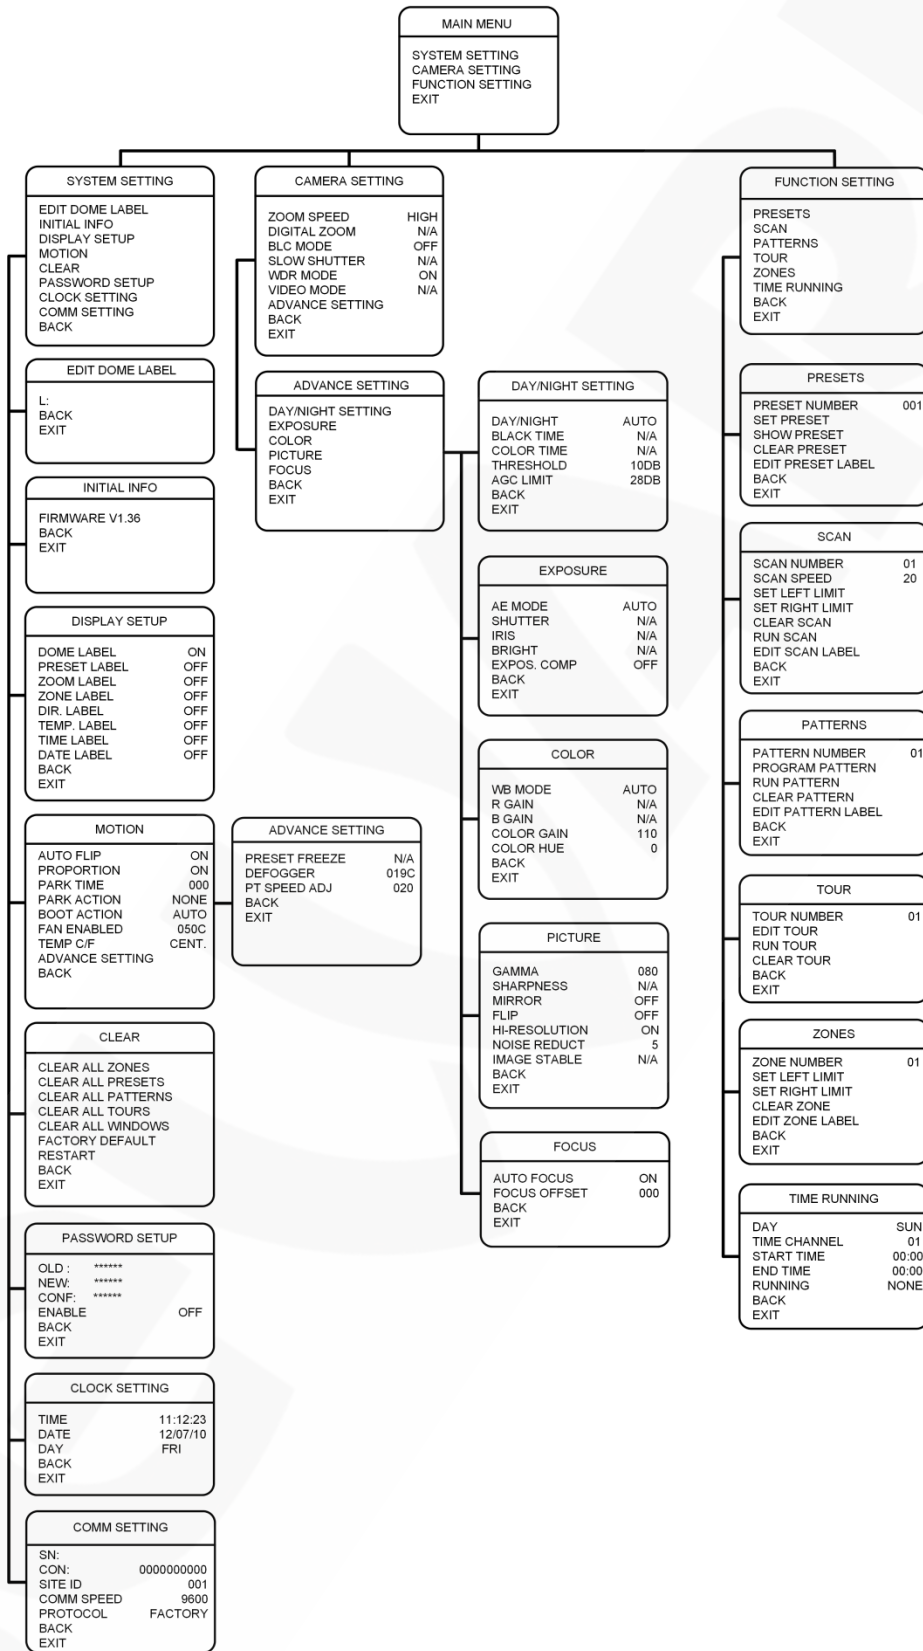 MAIN MENU
SYSTEM SETTING
CAMERA SETTING
FUNCTION SETTING
EXIT
SYSTEM SETTING
EDIT DOME LABEL
INITIAL INFO
DISPLAY SETUP
MOTION
CLEAR
PASSWORD SETUP
CLOCK SETTING
COMM SETTING
BACK
EDIT DOME LABEL
L:
BACK
EXIT
INITIAL INFO
FIRMWARE V1.36
BACK
EXIT
DISPLAY SETUP
DOME LABEL ON
PRESET LABEL OFF
ZOOM LABEL OFF
ZONE LABEL OFF
DIR. LABEL OFF
TEMP. LABEL OFF
TIME LABEL OFF
DATE LABEL OFF
BACK
EXIT
MOTION
AUTO FLIP ON
PROPORTION ON
PARK TIME 000
PARK ACTION NONE
BOOT ACTION AUTO
FAN ENABLED 050C
TEMP C/F CENT.
ADVANCE SETTING
BACK
ADVANCE SETTING
PRESET FREEZE N/A
DEFOGGER 019C
PT SPEED ADJ 020
BACK
EXIT
CLEAR
CLEAR ALL ZONES
CLEAR ALL PRESETS
CLEAR ALL PATTERNS
CLEAR ALL TOURS
CLEAR ALL WINDOWS
FACTORY DEFAULT
RESTART
BACK
EXIT
PASSWORD SETUP
OLD : ******
NEW: ******
CONF: ******
ENABLE OFF
BACK
EXIT
CLOCK SETTING
TIME 11:12:23
DATE 12/07/10
DAY FRI
BACK
EXIT
COMM SETTING
SN:
CON: 0000000000
SITE ID 001
COMM SPEED 9600
PROTOCOL FACTORY
BACK
EXIT
CAMERA SETTING
ZOOM SPEED HIGH
DIGITAL ZOOM N/A
BLC MODE OFF
SLOW SHUTTER N/A
WDR MODE ON
VIDEO MODE N/A
ADVANCE SETTING
BACK
EXIT
ADVANCE SETTING
DAY/NIGHT SETTING
EXPOSURE
COLOR
PICTURE
FOCUS
BACK
EXIT
DAY/NIGHT SETTING
DAY/NIGHT AUTO
BLACK TIME N/A
COLOR TIME N/A
THRESHOLD 10DB
AGC LIMIT 28DB
BACK
EXIT
EXPOSURE
AE MODE AUTO
SHUTTER N/A
IRIS N/A
BRIGHT N/A
EXPOS. COMP OFF
BACK
EXIT
COLOR
WB MODE AUTO
R GAIN N/A
B GAIN N/A
COLOR GAIN 110
COLOR HUE 0
BACK
EXIT
PICTURE
GAMMA 080
SHARPNESS N/A
MIRROR OFF
FLIP OFF
HI-RESOLUTION ON
NOISE REDUCT 5
IMAGE STABLE N/A
BACK
EXIT
FOCUS
AUTO FOCUS ON
FOCUS OFFSET 000
BACK
EXIT
FUNCTION SETTING
PRESETS
SCAN
PATTERNS
TOUR
ZONES
TIME RUNNING
BACK
EXIT
PRESETS
PRESET NUMBER 001
SET PRESET
SHOW PRESET
CLEAR PRESET
EDIT PRESET LABEL
BACK
EXIT
SCAN
SCAN NUMBER 01
SCAN SPEED 20
SET LEFT LIMIT
SET RIGHT LIMIT
CLEAR SCAN
RUN SCAN
EDIT SCAN LABEL
BACK
EXIT
PATTERNS
PATTERN NUMBER 01
PROGRAM PATTERN
RUN PATTERN
CLEAR PATTERN
EDIT PATTERN LABEL
BACK
EXIT
TOUR
TOUR NUMBER 01
EDIT TOUR
RUN TOUR
CLEAR TOUR
BACK
EXIT
ZONES
ZONE NUMBER 01
SET LEFT LIMIT
SET RIGHT LIMIT
CLEAR ZONE
EDIT ZONE LABEL
BACK
EXIT
TIME RUNNING
DAY SUN
TIME CHANNEL 01
START TIME 00:00
END TIME 00:00
RUNNING NONE
BACK
EXIT